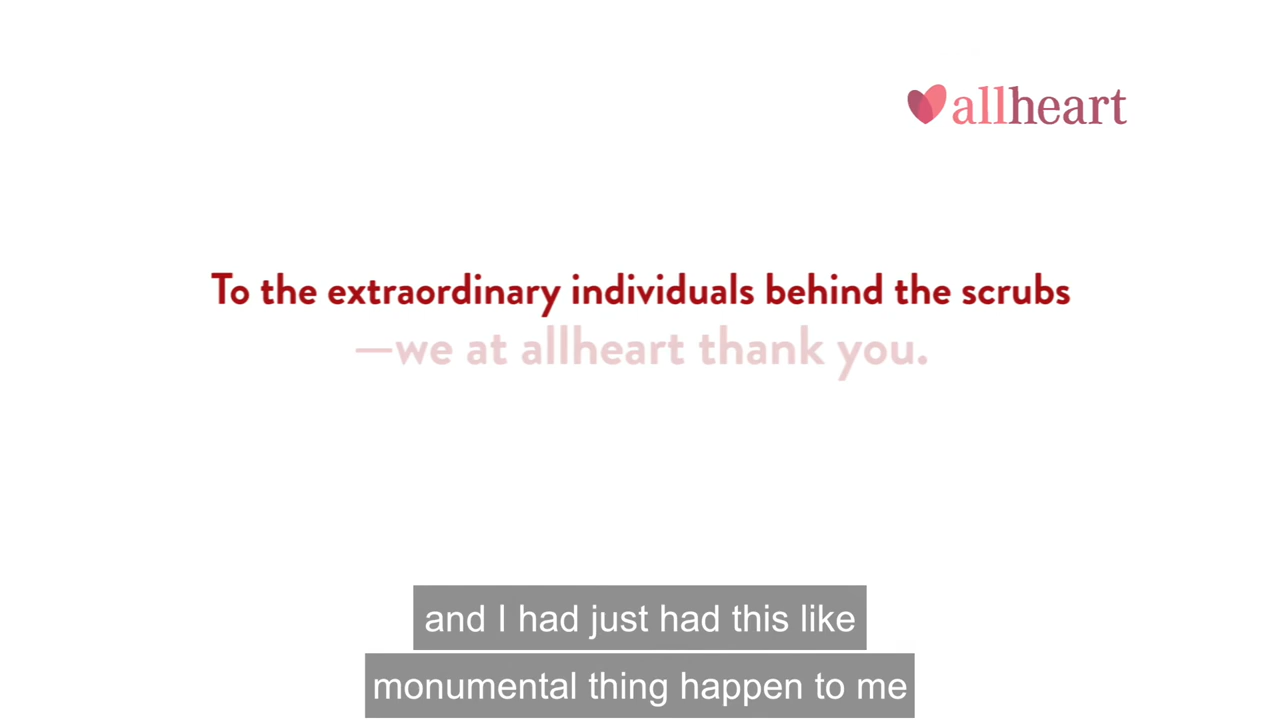 allheart
To the extraordinary individuals behind the scrubs
—we at allheart thank you.
and I had just had this like
monumental thing happen to me